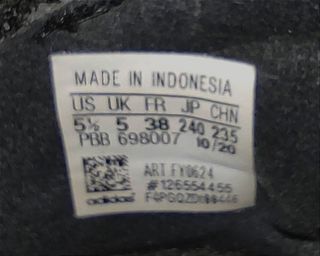 MADE IN INDONESIA
US UK FR JP CHN
5½ 5 38 240 235
PBB 698007 10/20
ART FY0624
#126554455
adidas